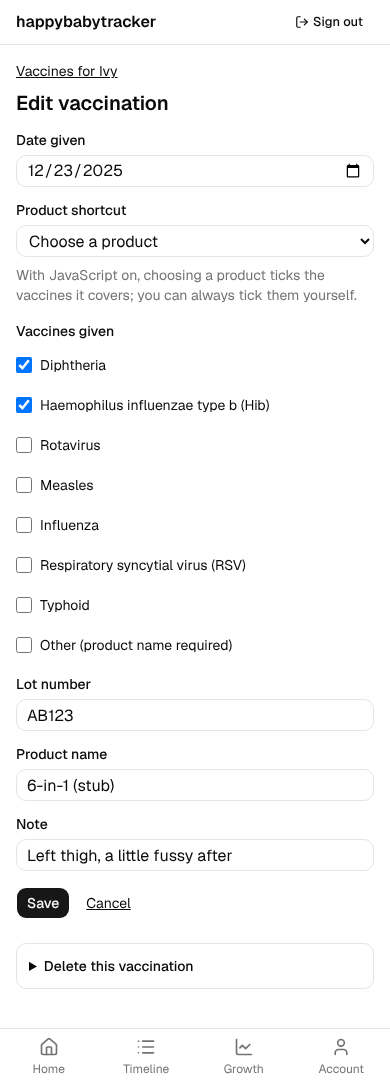 happybabytracker
Sign out
Vaccines for Ivy
Edit vaccination
Date given
12/23/2025
Product shortcut
Choose a product
With JavaScript on, choosing a product ticks the
vaccines it covers; you can always tick them yourself.
Vaccines given
Diphtheria
Haemophilus influenzae type b (Hib)
Rotavirus
Measles
Influenza
Respiratory syncytial virus (RSV)
Typhoid
Other (product name required)
Lot number
AB123
Product name
6-in-1 (stub)
Note
Left thigh, a little fussy after
Save
Cancel
Delete this vaccination
Home
Timeline
Growth
Account